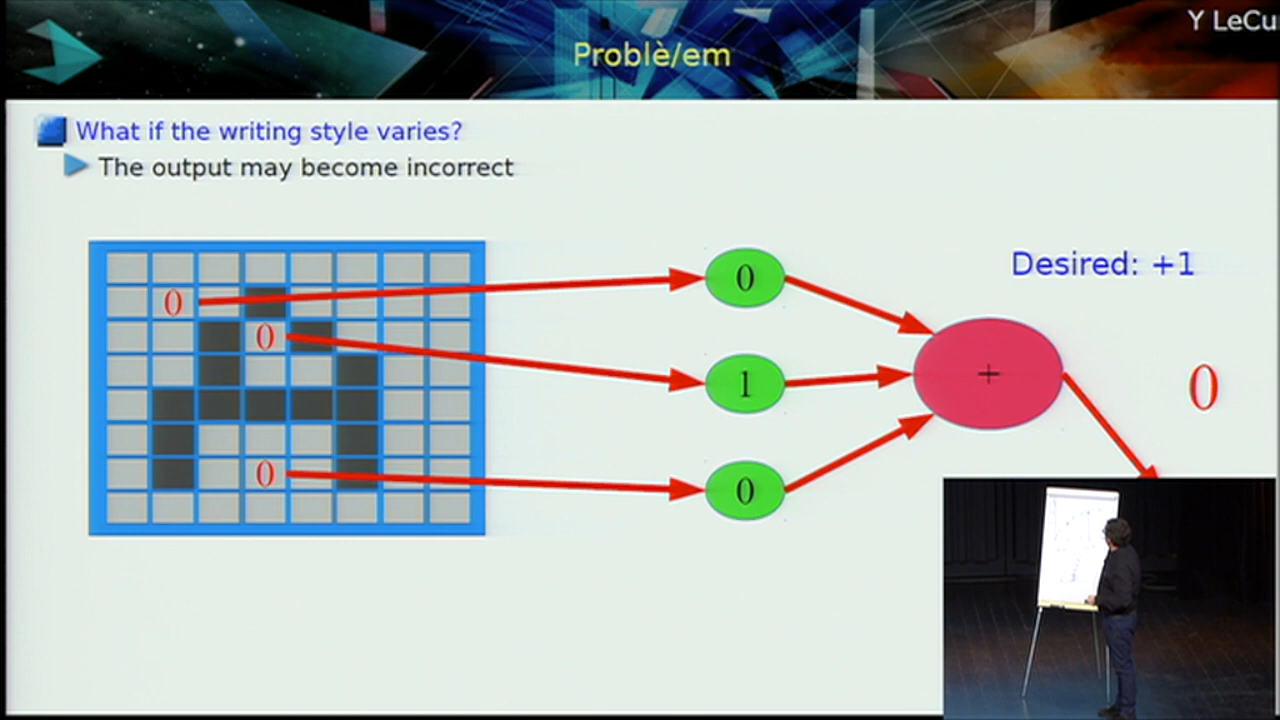 Y LeCu
Problè/em
What if the writing style varies?
The output may become incorrect
Desired: +1
0
0
0
0
1
0
+
0